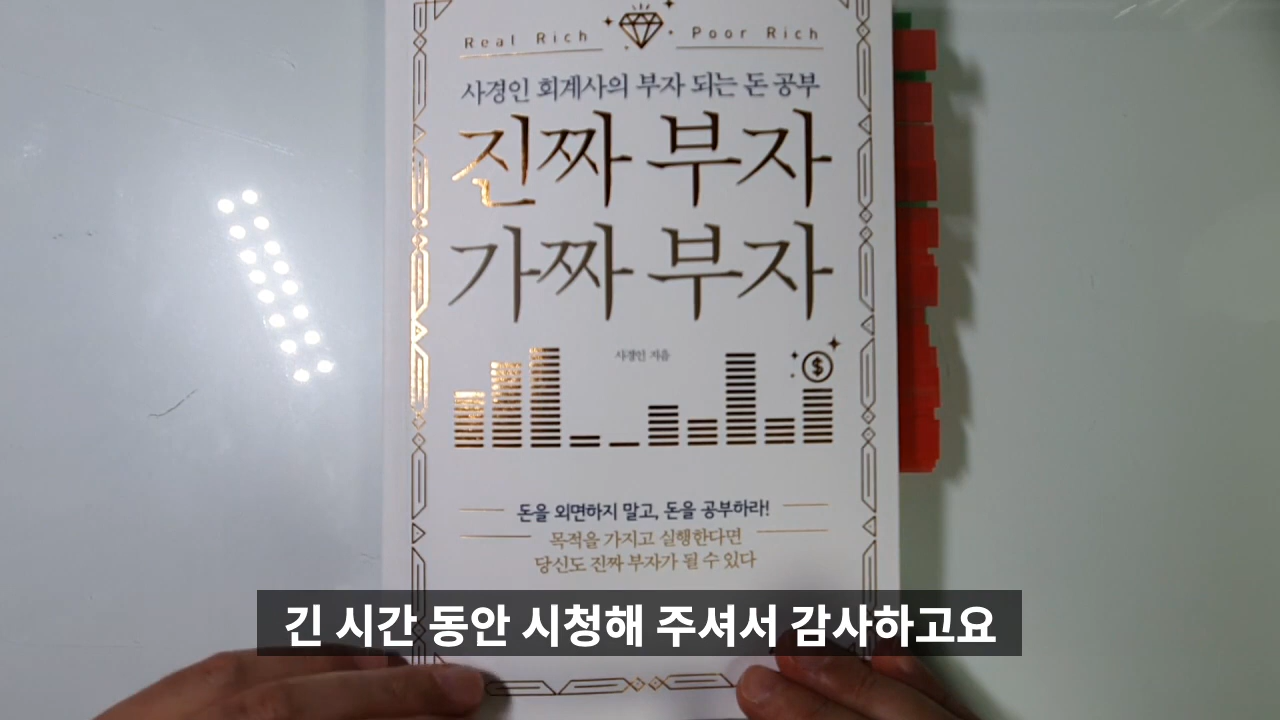 Real Rich Poor Rich
사경인 회계사의 부자 되는 돈 공부
진짜 부자
가짜 부자
사경인 지음
$
돈을 외면하지 말고, 돈을 공부하라!
목적을 가지고 실행한다면
당신도 진짜 부자가 될 수 있다
긴 시간 동안 시청해 주셔서 감사하고요